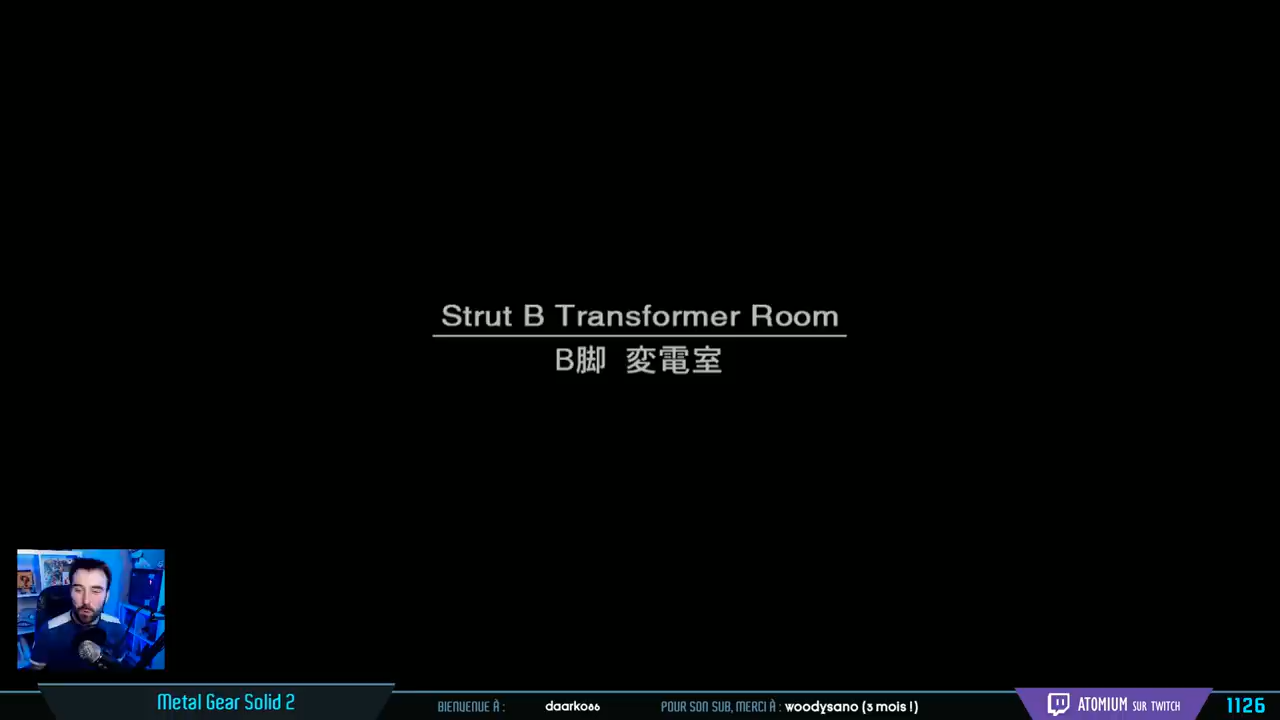 Strut B Transformer Room
B脚 変電室
Metal Gear Solid 2
BIENVENUE À : daarko86
POUR SON SUB, MERCI À : woodysano (3 mois !)
ATOMIUM SUR TWITCH
1126